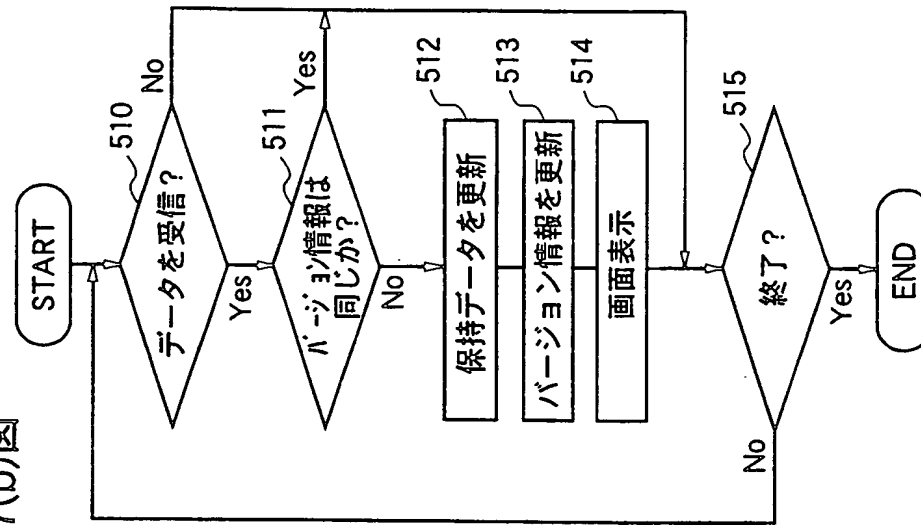 (b)図
START
データを受信?
510
No
Yes
バージョン情報は
同じか?
511
Yes
No
保持データを更新
512
バージョン情報を更新
513
画面表示
514
終了?
515
No
Yes
END